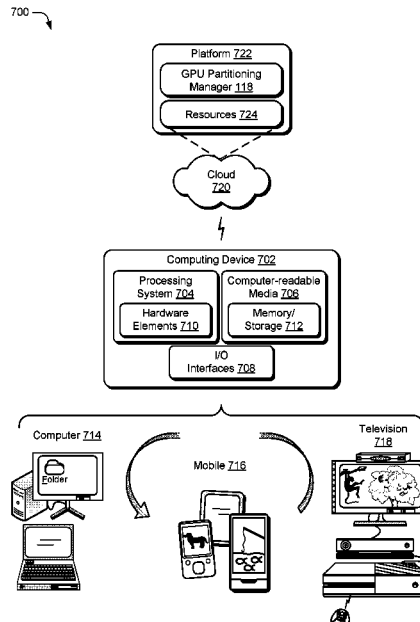 700
Platform 722
GPU Partitioning
Manager 118
Resources 724
Cloud
720
Computing Device 702
Processing
System 704
Hardware
Elements 710
Computer-readable
Media 706
Memory/
Storage 712
I/O
Interfaces 708
Computer 714
Folder
Mobile 716
Television
718